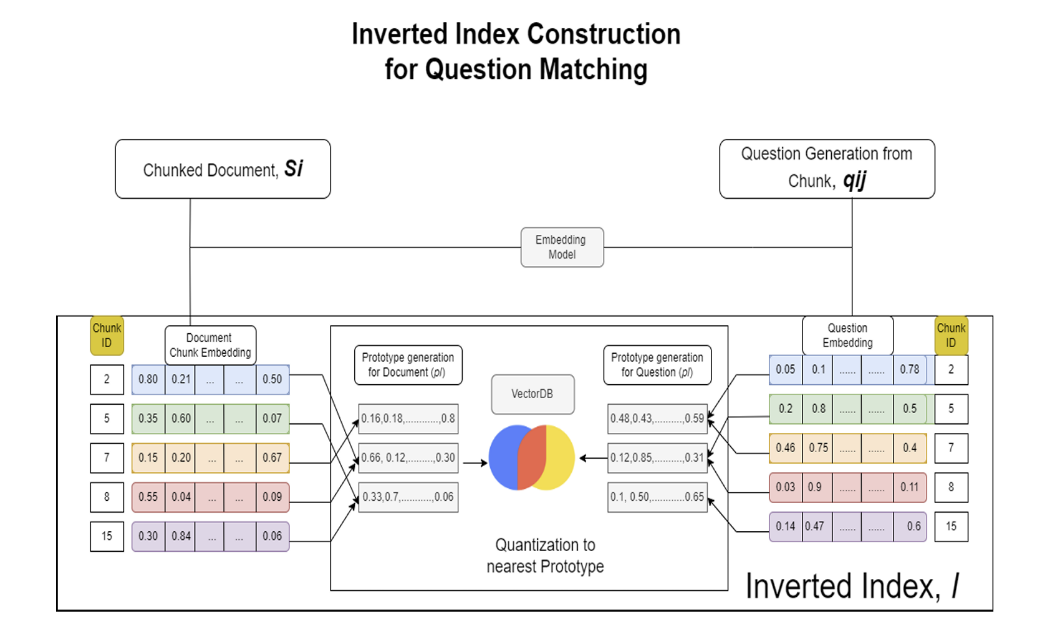 Inverted Index Construction
for Question Matching
Chunked Document, Si
Question Generation from
Chunk, qij
Embedding
Model
Chunk
ID
Document
Chunk Embedding
Prototype generation
for Document (pl)
Prototype generation
for Question (pl)
Question
Embedding
Chunk
ID
VectorDB
2 0.80 0.21 ... ... 0.50
5 0.35 0.60 ... ... 0.07
7 0.15 0.20 ... ... 0.67
8 0.55 0.04 ... ... 0.09
15 0.30 0.84 ... ... 0.06
0.16,0.18,...........,0.8
0.66, 0.12,........,0.30
0.33,0.7,...........,0.06
0.48,0.43,...........,0.59
0.12,0.85,..........,0.31
0.1, 0.50,...........0.65
0.05 0.1 ...... ...... 0.78 2
0.2 0.8 ...... ...... 0.5 5
0.46 0.75 ...... ...... 0.4 7
0.03 0.9 ...... ...... 0.11 8
0.14 0.47 ...... ...... 0.6 15
Quantization to
nearest Prototype
Inverted Index, I